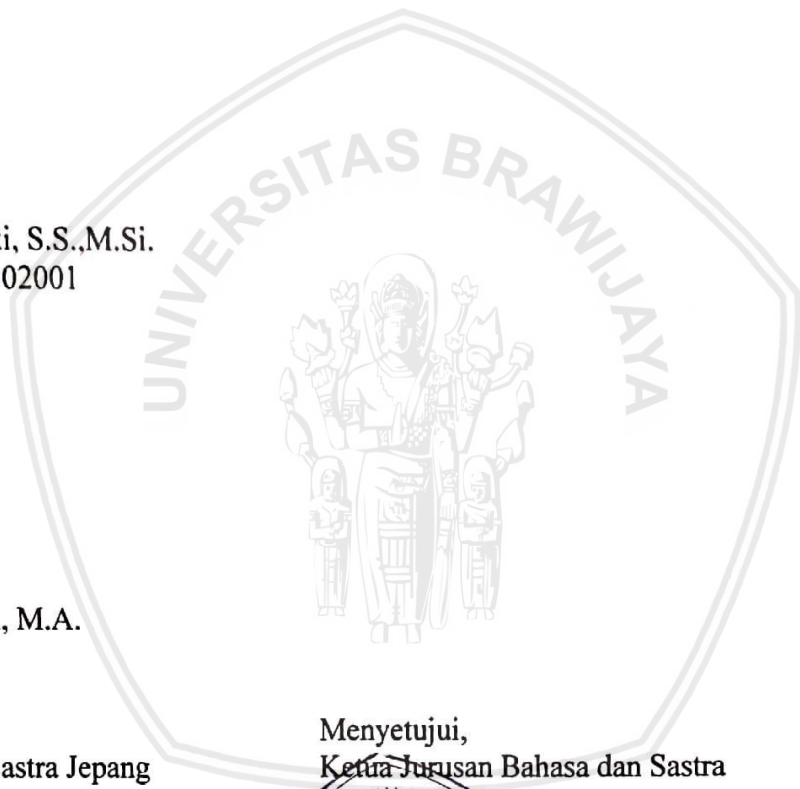 UNIVERSITAS BRAWIJAYA
i, S.S.,M.Si.
02001
, M.A.
Menyetujui,
astra Jepang
Ketua Jurusan Bahasa dan Sastra